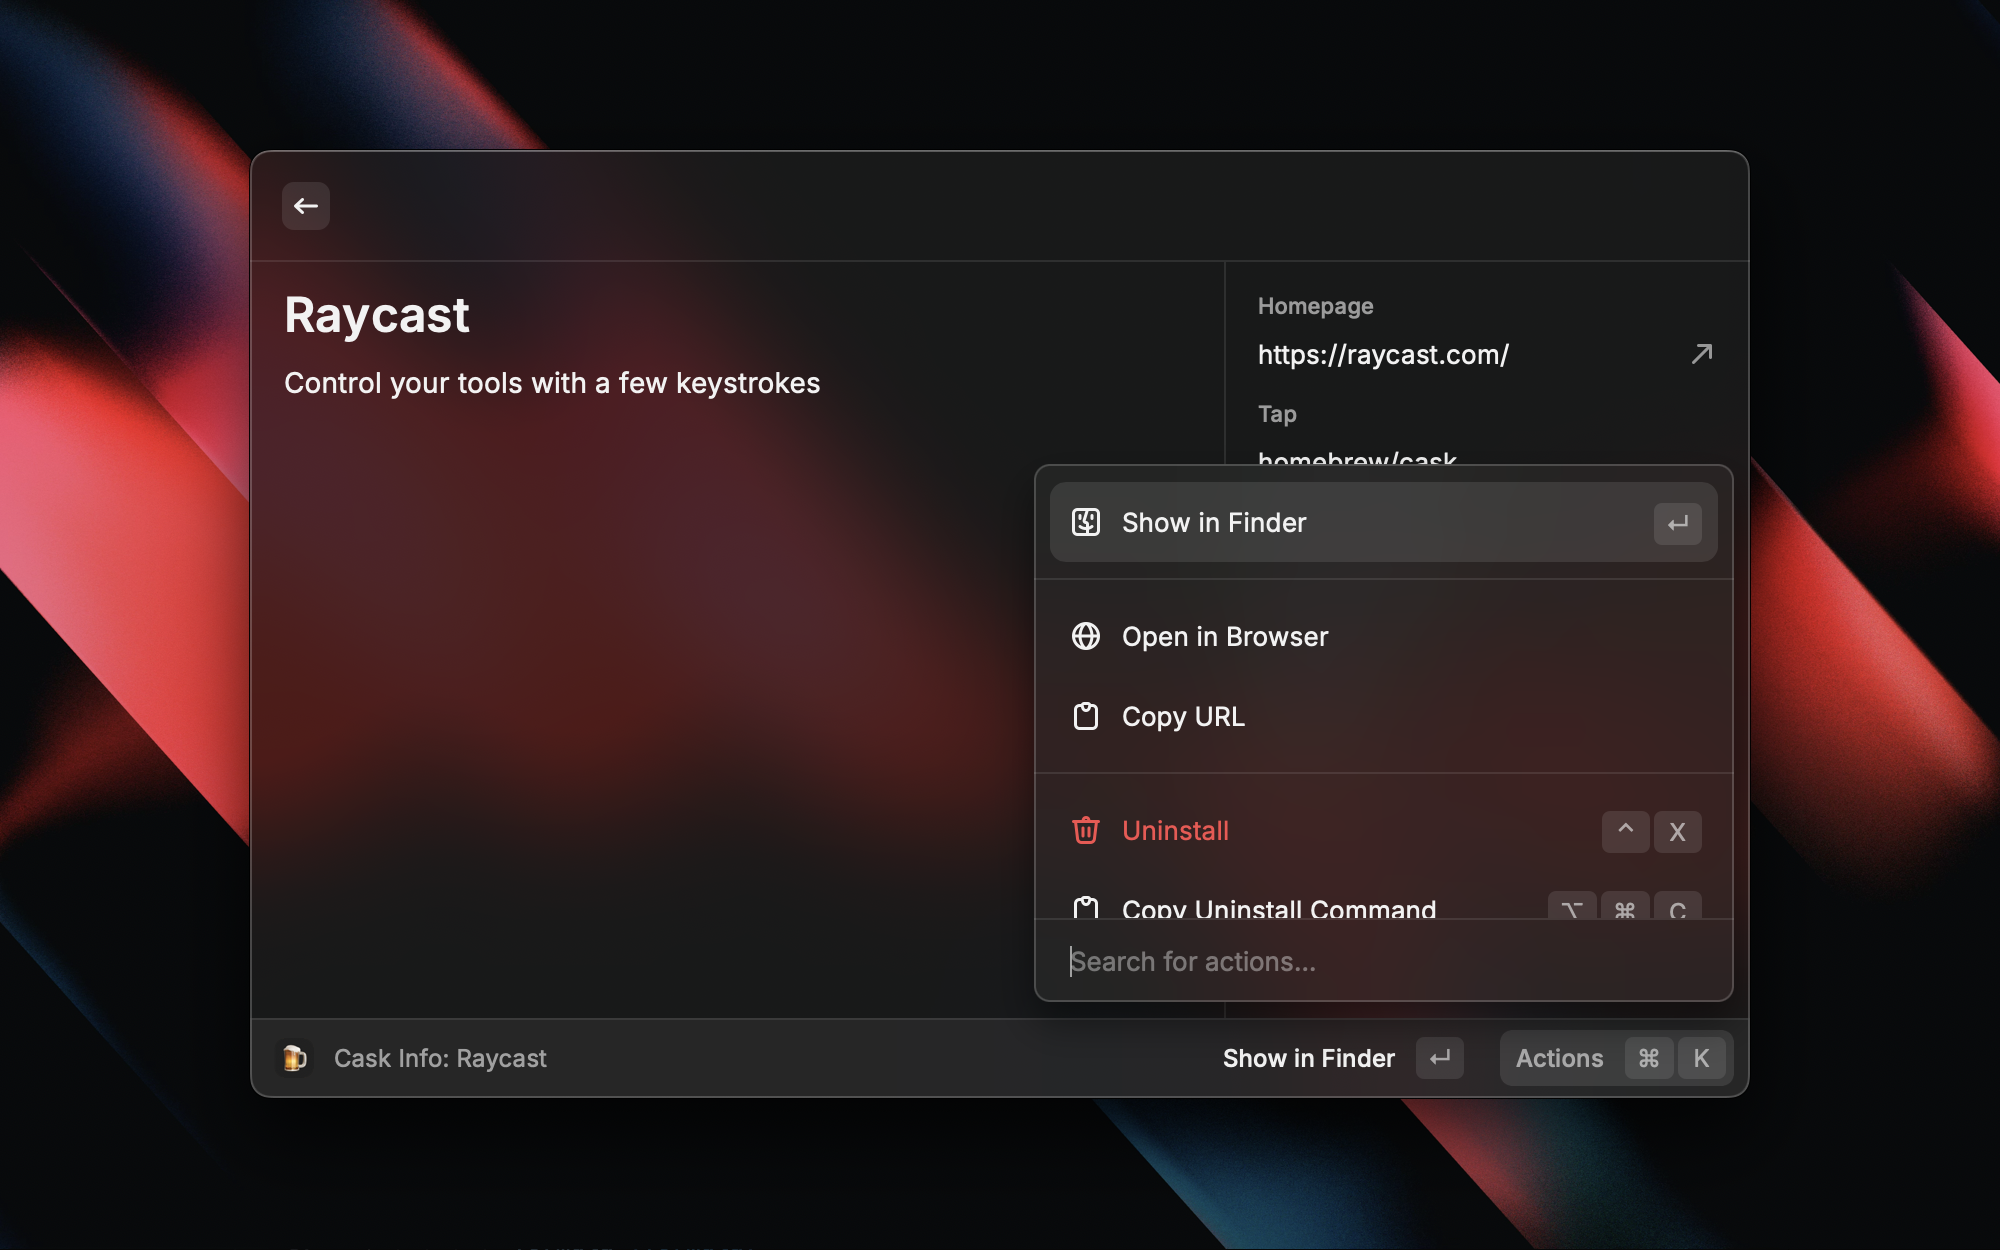 Raycast
Control your tools with a few keystrokes
Homepage
https://raycast.com/
Tap
homebrew/cask
Show in Finder
Open in Browser
Copy URL
Uninstall ^ X
Copy Uninstall Command ⌥ ⌘ C
Search for actions...
Cask Info: Raycast
Show in Finder
Actions ⌘ K